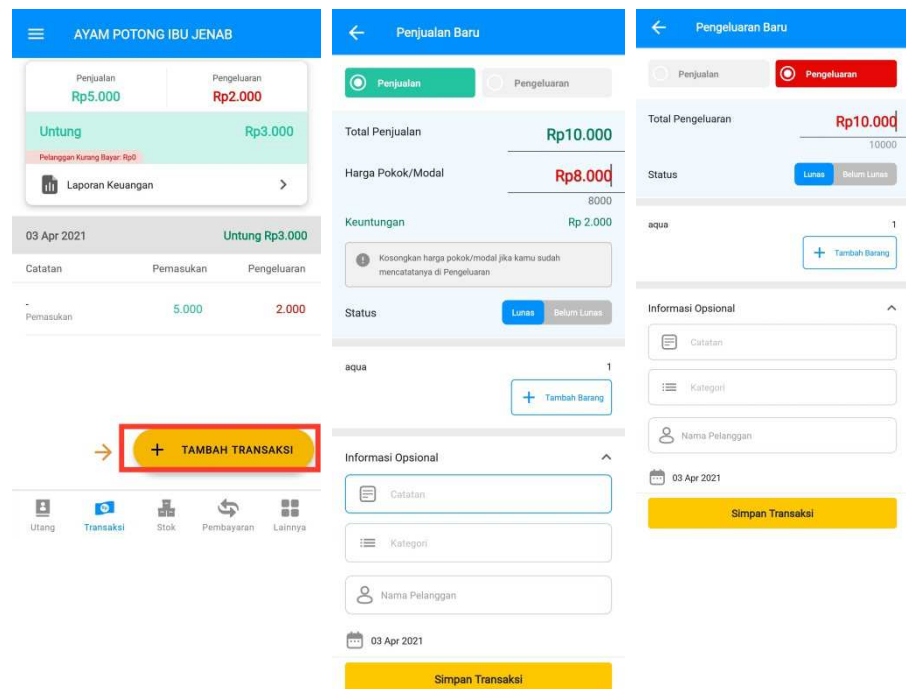 AYAM POTONG IBU JENAB
Penjualan Pengeluaran
Rp5.000 Rp2.000
Untung Rp3.000
Pelanggan Kurang Bayar: Rp0
Laporan Keuangan
03 Apr 2021 Untung Rp3.000
Catatan Pemasukan Pengeluaran
- 5.000 2.000
Pemasukan
+ TAMBAH TRANSAKSI
Utang Transaksi Stok Pembayaran Lainnya
Penjualan Baru
Penjualan Pengeluaran
Total Penjualan Rp10.000
Harga Pokok/Modal Rp8.000
8000
Keuntungan Rp 2.000
Kosongkan harga pokok/modal jika kamu sudah
mencatatanya di Pengeluaran
Status Lunas Belum Lunas
aqua 1
+ Tambah Barang
Informasi Opsional
Catatan
Kategori
Nama Pelanggan
03 Apr 2021
Simpan Transaksi
Pengeluaran Baru
Penjualan Pengeluaran
Total Pengeluaran Rp10.000
10000
Status Lunas Belum Lunas
aqua 1
+ Tambah Barang
Informasi Opsional
Catatan
Kategori
Nama Pelanggan
03 Apr 2021
Simpan Transaksi